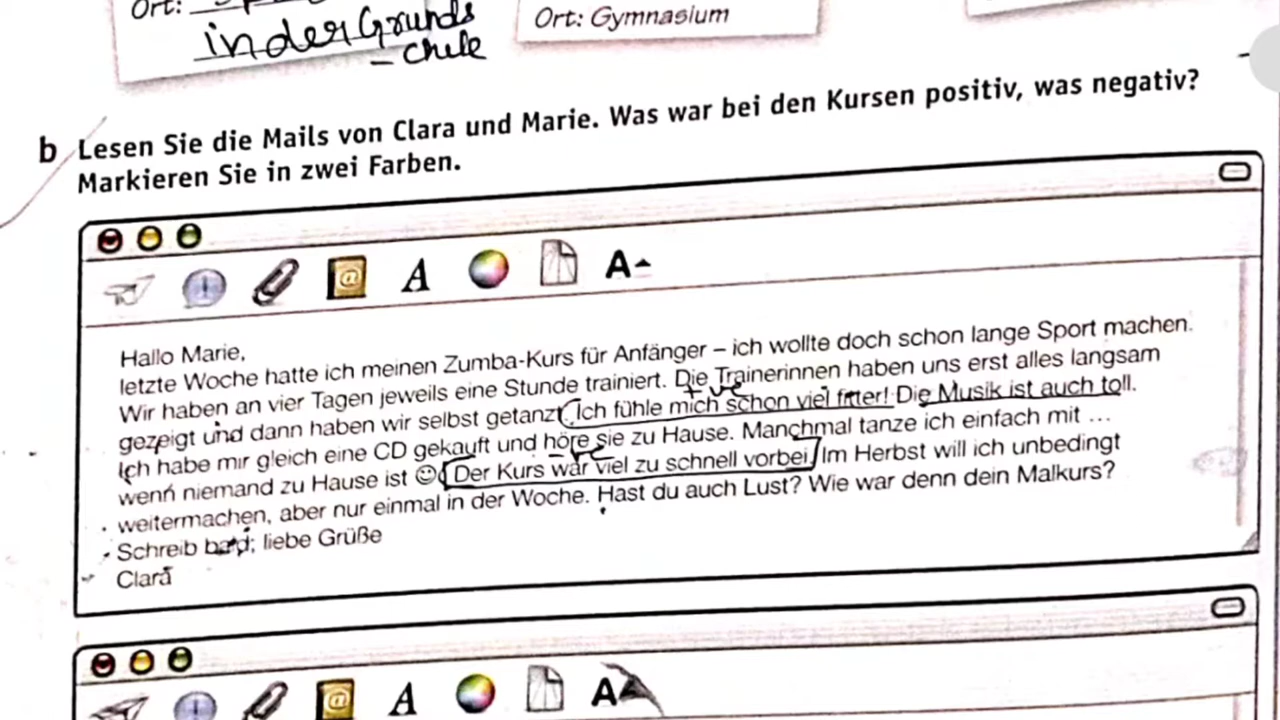 Ort:
in der Grunds
- chule
Ort: Gymnasium
b Lesen Sie die Mails von Clara und Marie. Was war bei den Kursen positiv, was negativ?
Markieren Sie in zwei Farben.
@ A A
Hallo Marie,
letzte Woche hatte ich meinen Zumba-Kurs für Anfänger – ich wollte doch schon lange Sport machen.
Wir haben an vier Tagen jeweils eine Stunde trainiert. Die Trainerinnen haben uns erst alles langsam
gezeigt und dann haben wir selbst getanzt. Ich fühle mich schon viel fitter! Die Musik ist auch toll.
+ ve
Ich habe mir gleich eine CD gekauft und höre sie zu Hause. Manchmal tanze ich einfach mit ...
wenn niemand zu Hause ist ☺ Der Kurs war viel zu schnell vorbei. Im Herbst will ich unbedingt
weitermachen, aber nur einmal in der Woche. Hast du auch Lust? Wie war denn dein Malkurs?
Schreib bald; liebe Grüße
Clara
@ A A